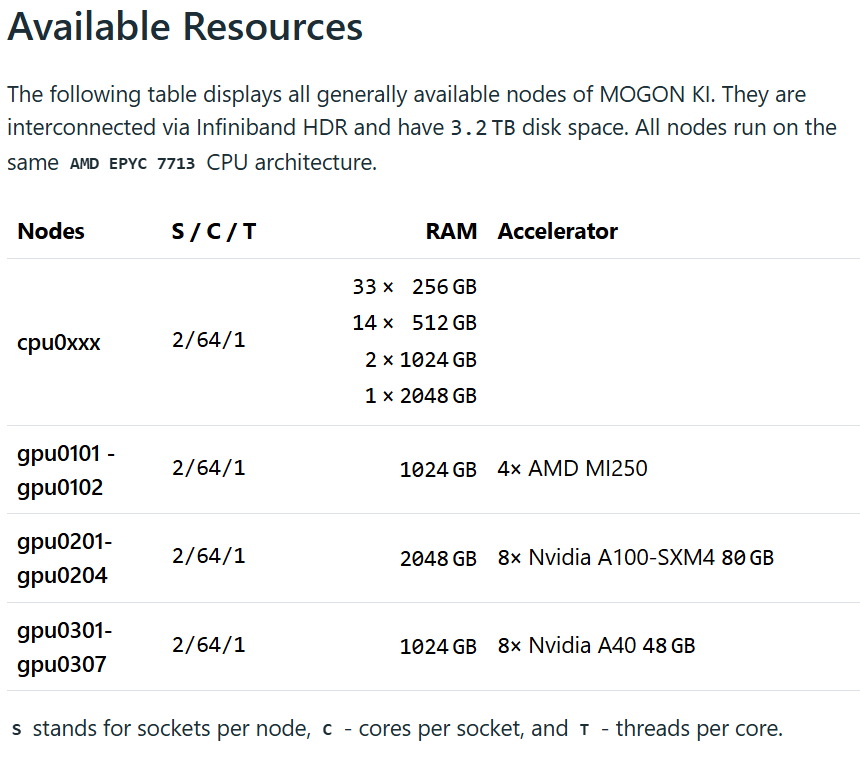 Available Resources
The following table displays all generally available nodes of MOGON KI. They are
interconnected via Infiniband HDR and have 3.2 TB disk space. All nodes run on the
same AMD EPYC 7713 CPU architecture.
Nodes S / C / T RAM Accelerator
33 × 256 GB
14 × 512 GB
cpu0xxx 2/64/1
2 × 1024 GB
1 × 2048 GB
gpu0101 -
gpu0102 2/64/1 1024 GB 4× AMD MI250
gpu0201-
gpu0204 2/64/1 2048 GB 8× Nvidia A100-SXM4 80 GB
gpu0301-
gpu0307 2/64/1 1024 GB 8× Nvidia A40 48 GB
S stands for sockets per node, C - cores per socket, and T - threads per core.